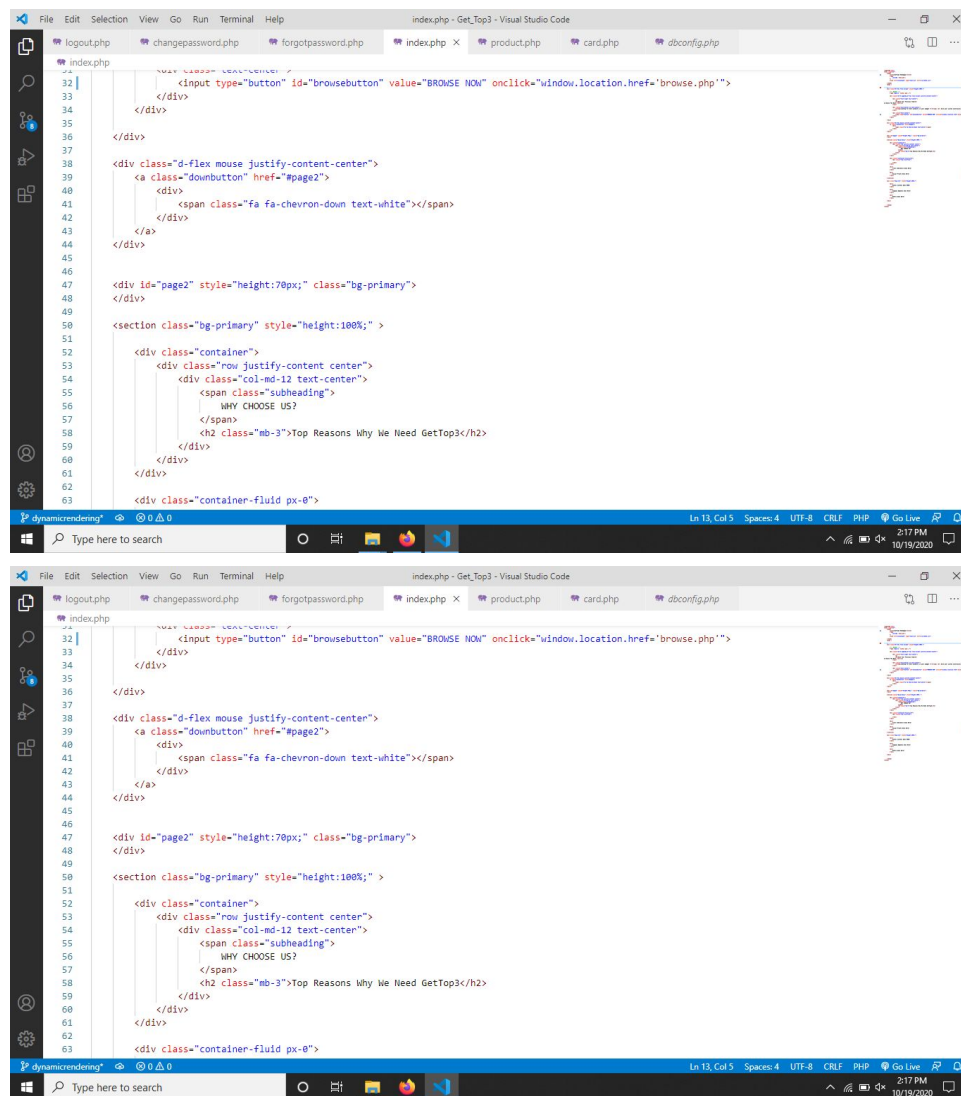 File Edit Selection View Go Run Terminal Help index.php - Get_Top3 - Visual Studio Code
logout.php changepassword.php forgotpassword.php index.php product.php card.php dbconfig.php
index.php
31 <div class="text-center">
32 <input type="button" id="browsebutton" value="BROWSE NOW" onclick="window.location.href='browse.php'">
33 </div>
34 </div>
35
36 </div>
37
38 <div class="d-flex mouse justify-content-center">
39 <a class="downbutton" href="#page2">
40 <div>
41 <span class="fa fa-chevron-down text-white"></span>
42 </div>
43 </a>
44 </div>
45
46
47 <div id="page2" style="height:70px;" class="bg-primary">
48 </div>
49
50 <section class="bg-primary" style="height:100%;" >
51
52 <div class="container">
53 <div class="row justify-content center">
54 <div class="col-md-12 text-center">
55 <span class="subheading">
56 WHY CHOOSE US?
57 </span>
58 <h2 class="mb-3">Top Reasons Why We Need GetTop3</h2>
59 </div>
60 </div>
61 </div>
62
63 <div class="container-fluid px-0">
dynamicrendering* 0 0 Ln 13, Col 5 Spaces: 4 UTF-8 CRLF PHP Go Live
Type here to search 2:17 PM
10/19/2020
File Edit Selection View Go Run Terminal Help index.php - Get_Top3 - Visual Studio Code
logout.php changepassword.php forgotpassword.php index.php product.php card.php dbconfig.php
index.php
31 <div class="text-center">
32 <input type="button" id="browsebutton" value="BROWSE NOW" onclick="window.location.href='browse.php'">
33 </div>
34 </div>
35
36 </div>
37
38 <div class="d-flex mouse justify-content-center">
39 <a class="downbutton" href="#page2">
40 <div>
41 <span class="fa fa-chevron-down text-white"></span>
42 </div>
43 </a>
44 </div>
45
46
47 <div id="page2" style="height:70px;" class="bg-primary">
48 </div>
49
50 <section class="bg-primary" style="height:100%;" >
51
52 <div class="container">
53 <div class="row justify-content center">
54 <div class="col-md-12 text-center">
55 <span class="subheading">
56 WHY CHOOSE US?
57 </span>
58 <h2 class="mb-3">Top Reasons Why We Need GetTop3</h2>
59 </div>
60 </div>
61 </div>
62
63 <div class="container-fluid px-0">
dynamicrendering* 0 0 Ln 13, Col 5 Spaces: 4 UTF-8 CRLF PHP Go Live
Type here to search 2:17 PM
10/19/2020